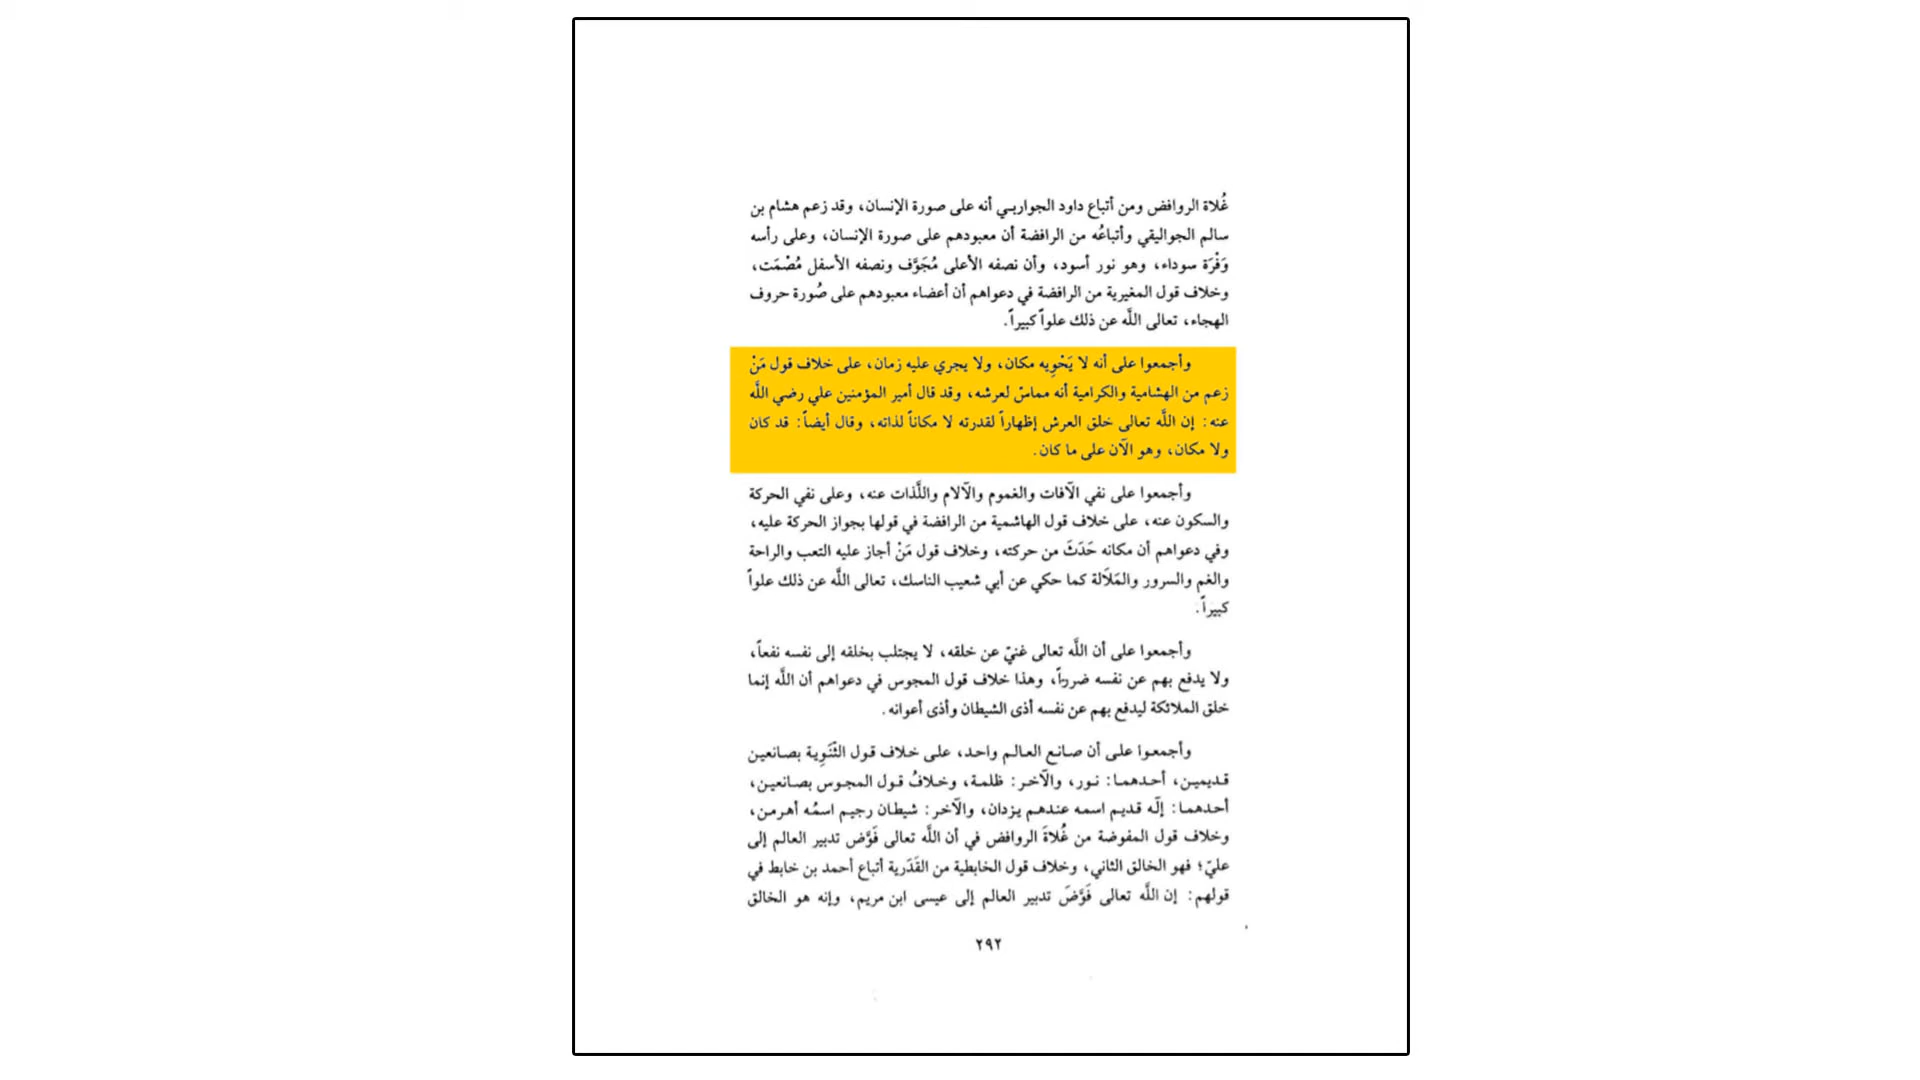 غُلاة الروافض ومن أتباع داود الجواربـي أنه على صورة الإنسان، وقد زعم هشام بن
سالم الجواليقي وأتباعُه من الرافضة أن معبودهم على صورة الإنسان، وعلى رأسه
وَفْرَة سوداء، وهو نور أسود، وأن نصفه الأعلى مُجَوَّف ونصفه الأسفل مُصْمَت،
وخلاف قول المغيرية من الرافضة في دعواهم أن أعضاء معبودهم على صُورة حروف
الهجاء، تعالى اللَّه عن ذلك علواً كبيراً.
وأجمعوا على أنه لا يَحْوِيه مكان، ولا يجري عليه زمان، على خلاف قول مَنْ
زعم من الهشامية والكرامية أنه مماسّ لعرشه، وقد قال أمير المؤمنين علي رضي اللَّه
عنه: إن اللَّه تعالى خلق العرش إظهاراً لقدرته لا مكاناً لذاته، وقال أيضاً: قد كان
ولا مكان، وهو الآن على ما كان.
وأجمعوا على نفي الآفات والغموم والآلام واللَّذات عنه، وعلى نفي الحركة
والسكون عنه، على خلاف قول الهاشمية من الرافضة في قولها بجواز الحركة عليه،
وفي دعواهم أن مكانه حَدَثَ من حركته، وخلاف قول مَنْ أجاز عليه التعب والراحة
والغم والسرور والمَلاَلة كما حكي عن أبي شعيب الناسك، تعالى اللَّه عن ذلك علواً
كبيراً.
وأجمعوا على أن اللَّه تعالى غنيّ عن خلقه، لا يجتلب بخلقه إلى نفسه نفعاً،
ولا يدفع بهم عن نفسه ضرراً، وهذا خلاف قول المجوس في دعواهم أن اللَّه إنما
خلق الملائكة ليدفع بهم عن نفسه أذى الشيطان وأذى أعوانه.
وأجمعوا على أن صانع العالم واحد، على خلاف قول الثَّنَوِية بصانعين
قديمين، أحدهما: نور، والآخر: ظلمة، وخلافُ قول المجوس بصانعين،
أحدهما: إلَه قديم اسمه عندهم يزدان، والآخر: شيطان رجيم اسمُه أهرمن،
وخلاف قول المفوضة من غُلاةَ الروافض في أن اللَّه تعالى فَوَّض تدبير العالم إلى
عليّ؛ فهو الخالق الثاني، وخلاف قول الخابطية من القَدَرية أتباع أحمد بن خابط في
قولهم: إن اللَّه تعالى فَوَّضَ تدبير العالم إلى عيسى ابن مريم، وإنه هو الخالق
٢٩٢